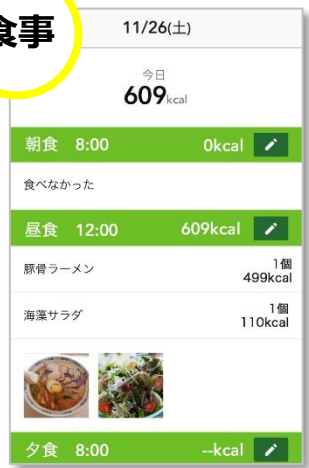 食事
11/26(土)
今日
609kcal
朝食 8:00 0kcal
食べなかった
昼食 12:00 609kcal
豚骨ラーメン 1個
499kcal
海藻サラダ 1個
110kcal
夕食 8:00 --kcal